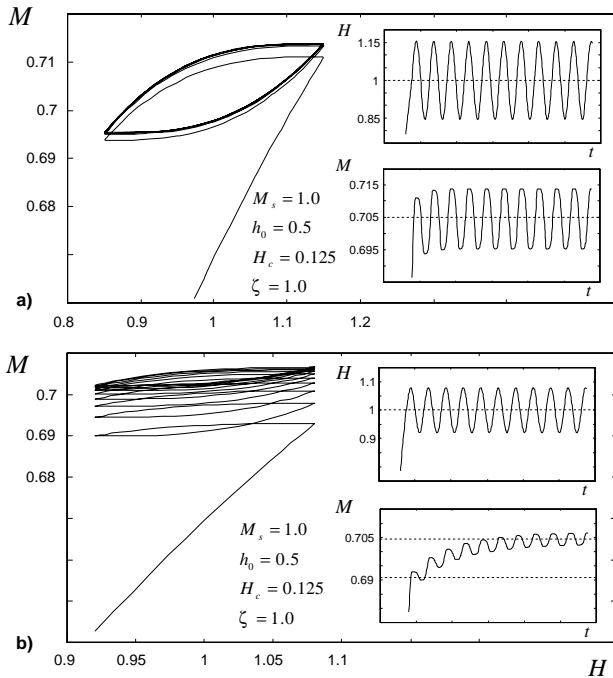 M
0.71
0.7
0.69
0.68
a)
0.8
0.9
1
1.1
1.2
M_s = 1.0
h_0 = 0.5
H_c = 0.125
ζ = 1.0
H
1.15
1
0.85
t
M
0.715
0.705
0.695
t
M
0.7
0.69
0.68
b)
0.9
0.95
1
1.05
1.1
H
M_s = 1.0
h_0 = 0.5
H_c = 0.125
ζ = 1.0
H
1.1
1
0.9
t
M
0.705
0.69
t